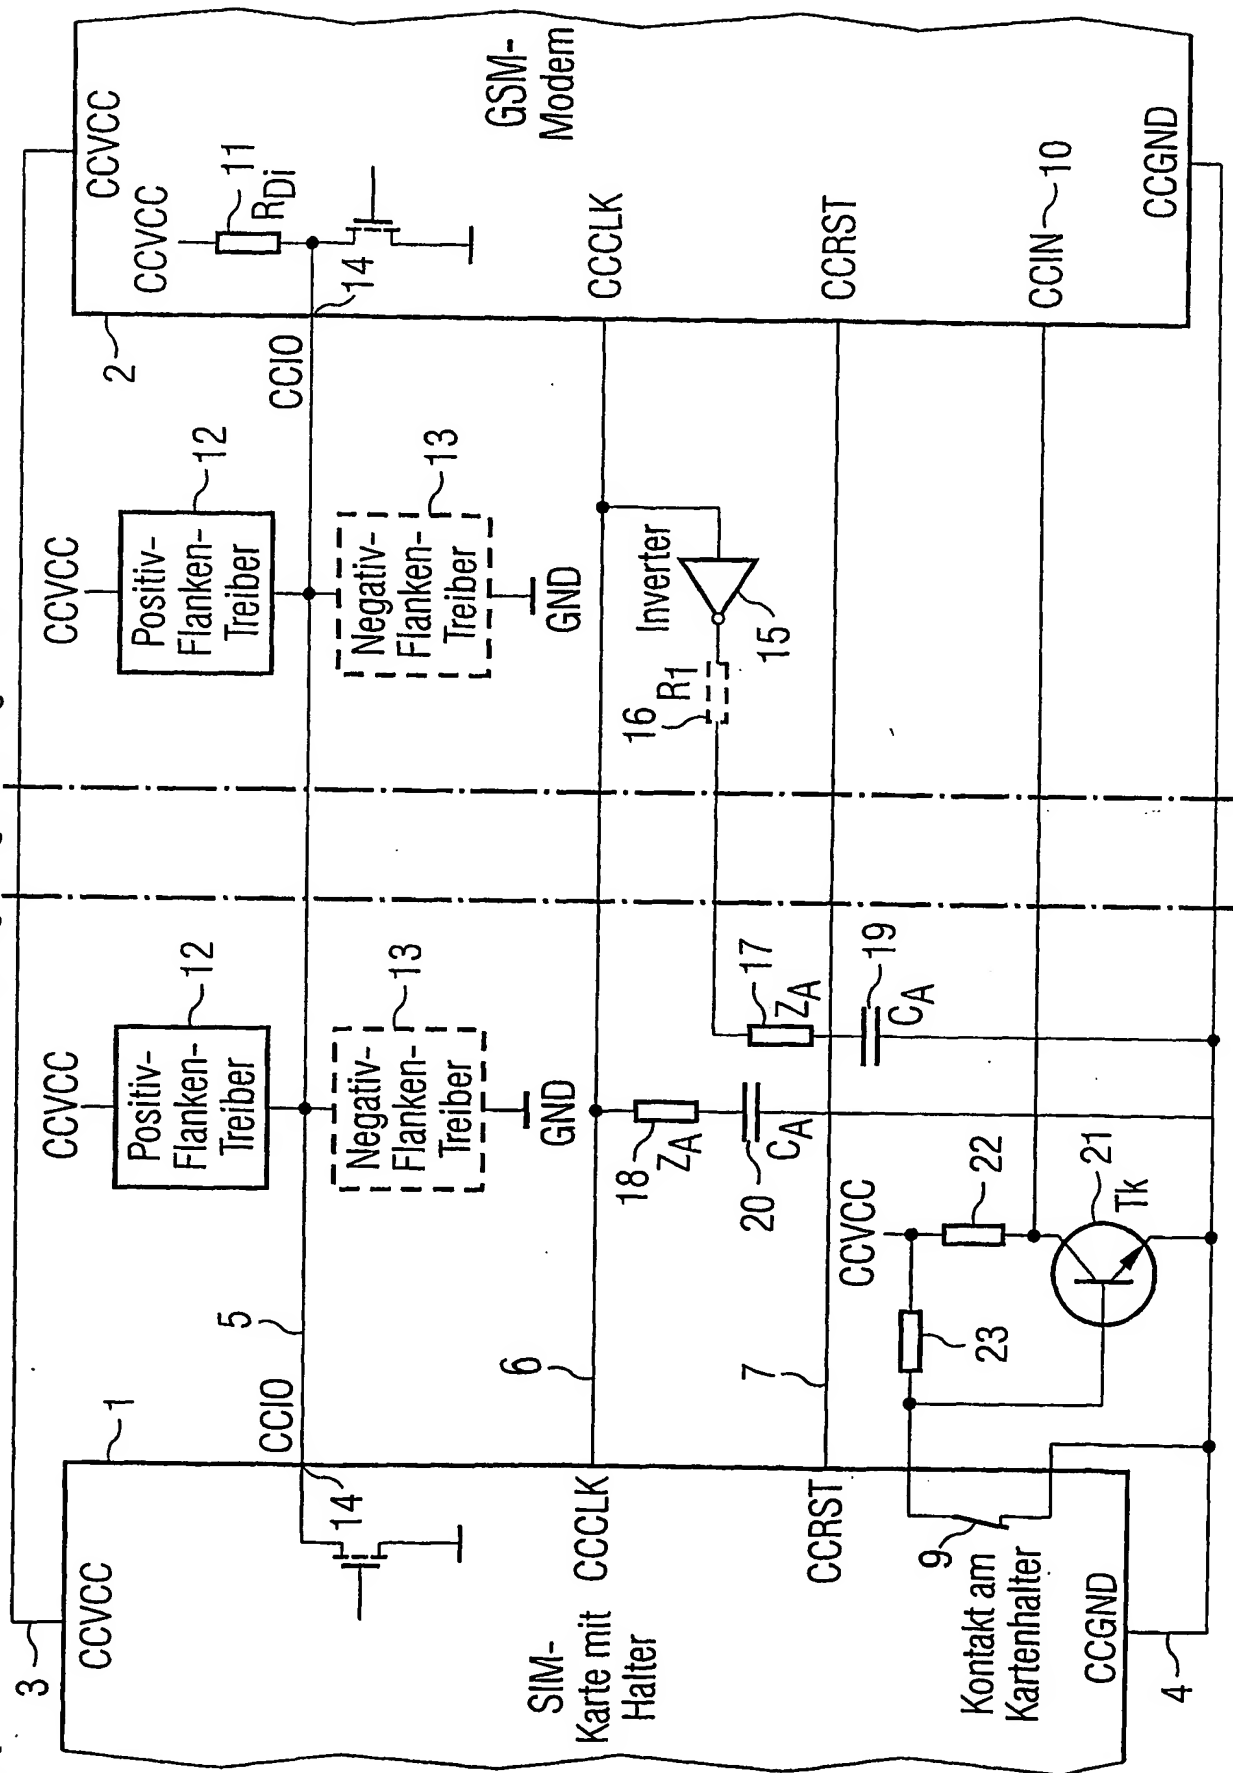 3
CCVCC
1
CCIO
5
14
SIM-
Karte mit
Halter
CCCLK
6
CCRST
7
9
Kontakt am
Kartenhalter
CCGND
4
CCVCC
Positiv-
Flanken-
Treiber
12
Negativ-
Flanken-
Treiber
13
GND
18
ZA
20
CA
17
ZA
19
CA
CCVCC
22
23
21
Tk
CCVCC
Positiv-
Flanken-
Treiber
12
Negativ-
Flanken-
Treiber
13
GND
Inverter
15
16
R1
2
CCIO
14
CCVCC
CCVCC
11
RDi
GSM-
Modem
CCCLK
CCRST
CCIN
10
CCGND